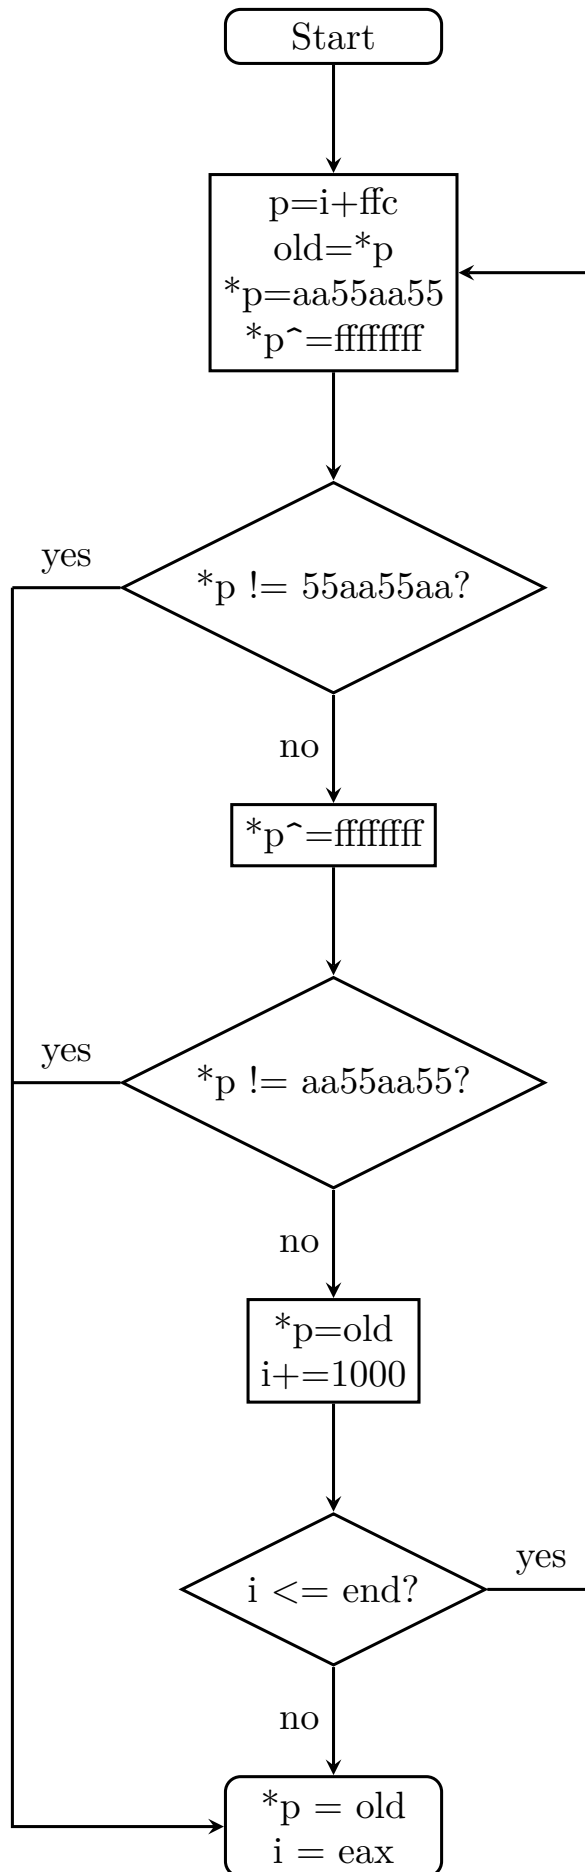 Start
p=i+ffc
old=*p
*p=aa55aa55
*p^=ffffffff
yes
*p != 55aa55aa?
no
*p^=ffffffff
yes
*p != aa55aa55?
no
*p=old
i+=1000
yes
i <= end?
no
*p = old
i = eax